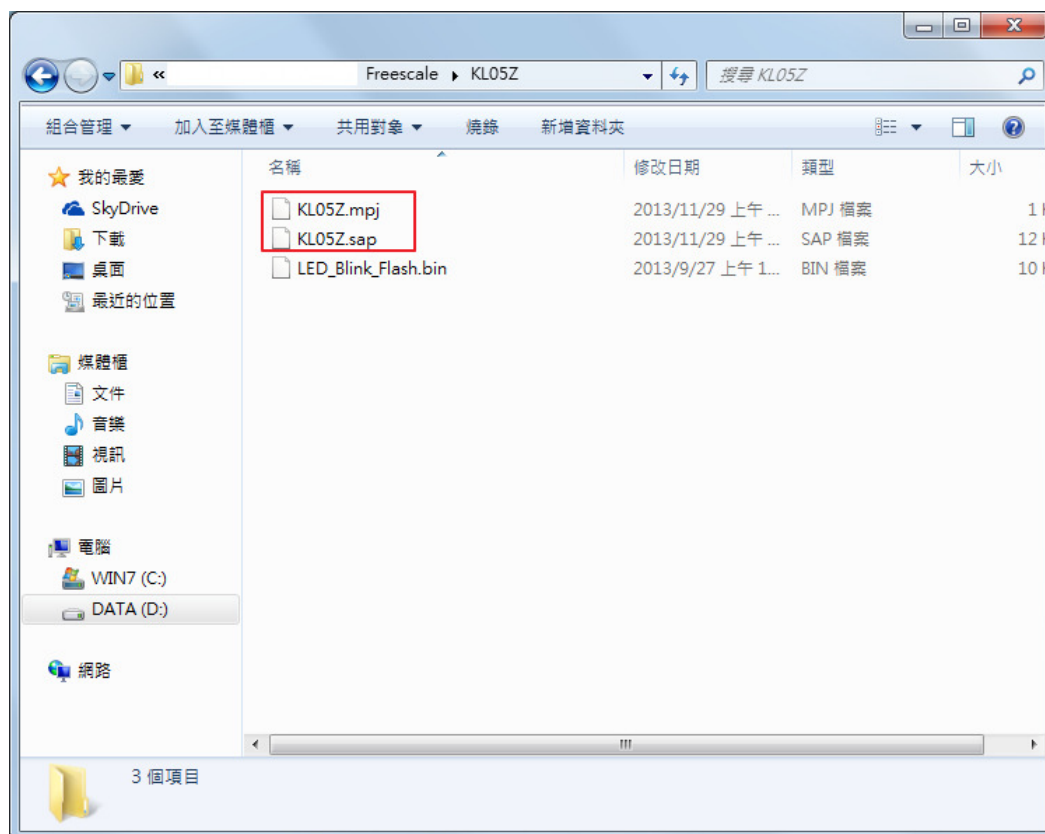 « Freescale ▸ KL05Z 搜尋 KL05Z
組合管理 ▼ 加入至媒體櫃 ▼ 共用對象 ▼ 燒錄 新增資料夾
我的最愛
SkyDrive
下載
桌面
最近的位置
媒體櫃
文件
音樂
視訊
圖片
電腦
WIN7 (C:)
DATA (D:)
網路
名稱 修改日期 類型 大小
KL05Z.mpj 2013/11/29 上午 ... MPJ 檔案 1
KL05Z.sap 2013/11/29 上午 ... SAP 檔案 12
LED_Blink_Flash.bin 2013/9/27 上午 1... BIN 檔案 10
3 個項目